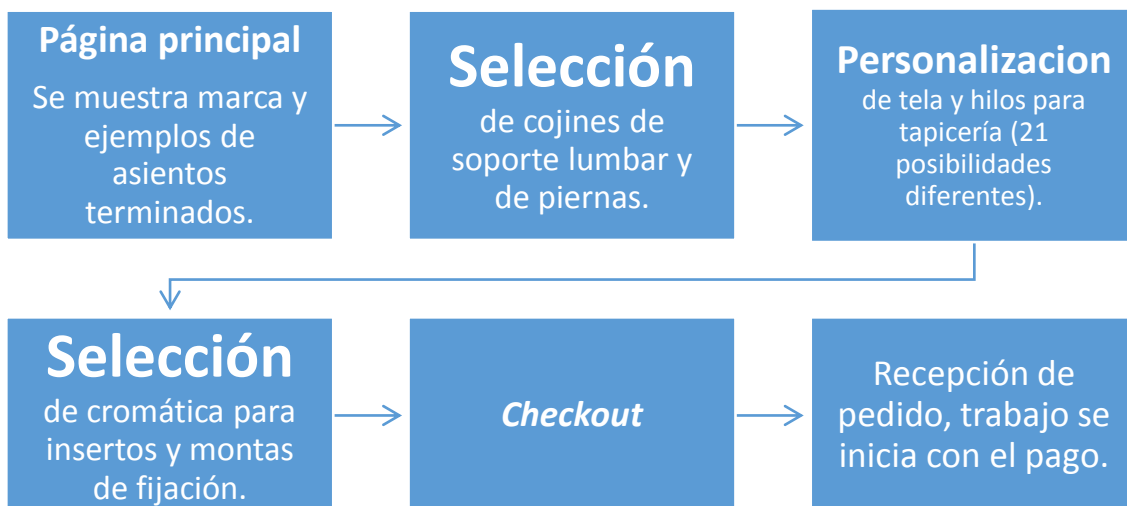 Página principal
Se muestra marca y
ejemplos de
asientos
terminados.
Selección
de cojines de
soporte lumbar y
de piernas.
Personalizacion
de tela y hilos para
tapicería (21
posibilidades
diferentes).
Selección
de cromática para
insertos y montas
de fijación.
Checkout
Recepción de
pedido, trabajo se
inicia con el pago.